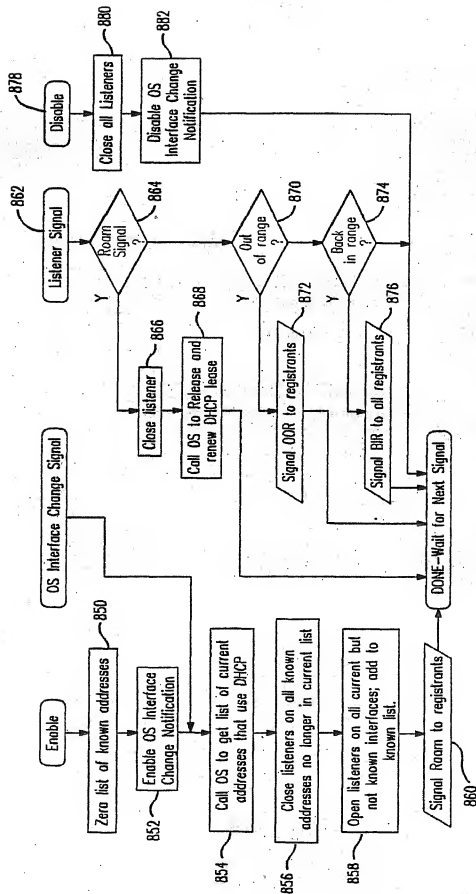 Enable
Zero list of known addresses
850
Enable OS Interface
Change Notification
852
OS Interface Change Signal
Call OS to get list of current
addresses that use DHCP
854
Close listeners on all known
addresses no longer in current list
856
Open listeners on all current but
not known interfaces; add to
known list.
858
Signal Roam to registrants
860
Listener Signal
862
Roam
Signal
?
864
Y
Close listener
866
Call OS to Release and
renew DHCP lease
868
Out
of range
?
870
Y
Signal OOR to registrants
872
Back
in range
?
874
Y
Signal BIR to all registrants
876
Disable
878
Close all Listeners
880
Disable OS
Interface Change
Notification
882
DONE-Wait for Next Signal